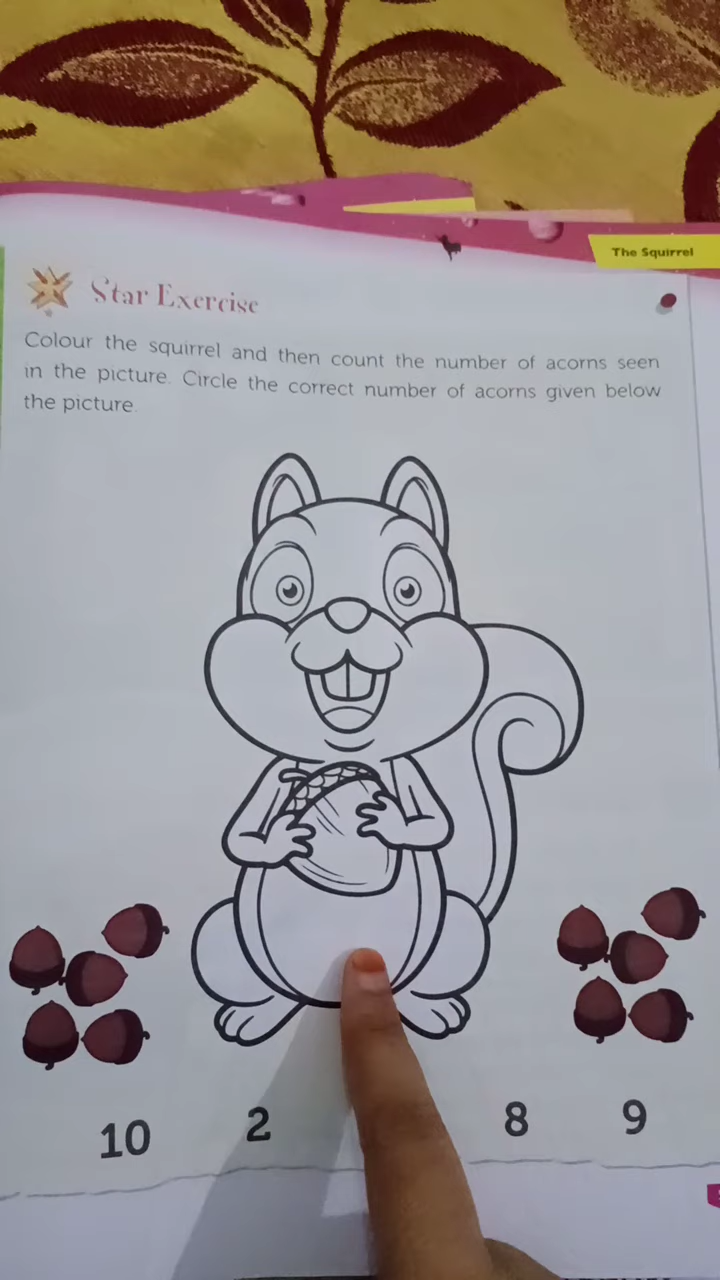 The Squirrel
Star Exercise
Colour the squirrel and then count the number of acorns seen
in the picture. Circle the correct number of acorns given below
the picture.
10 2 8 9